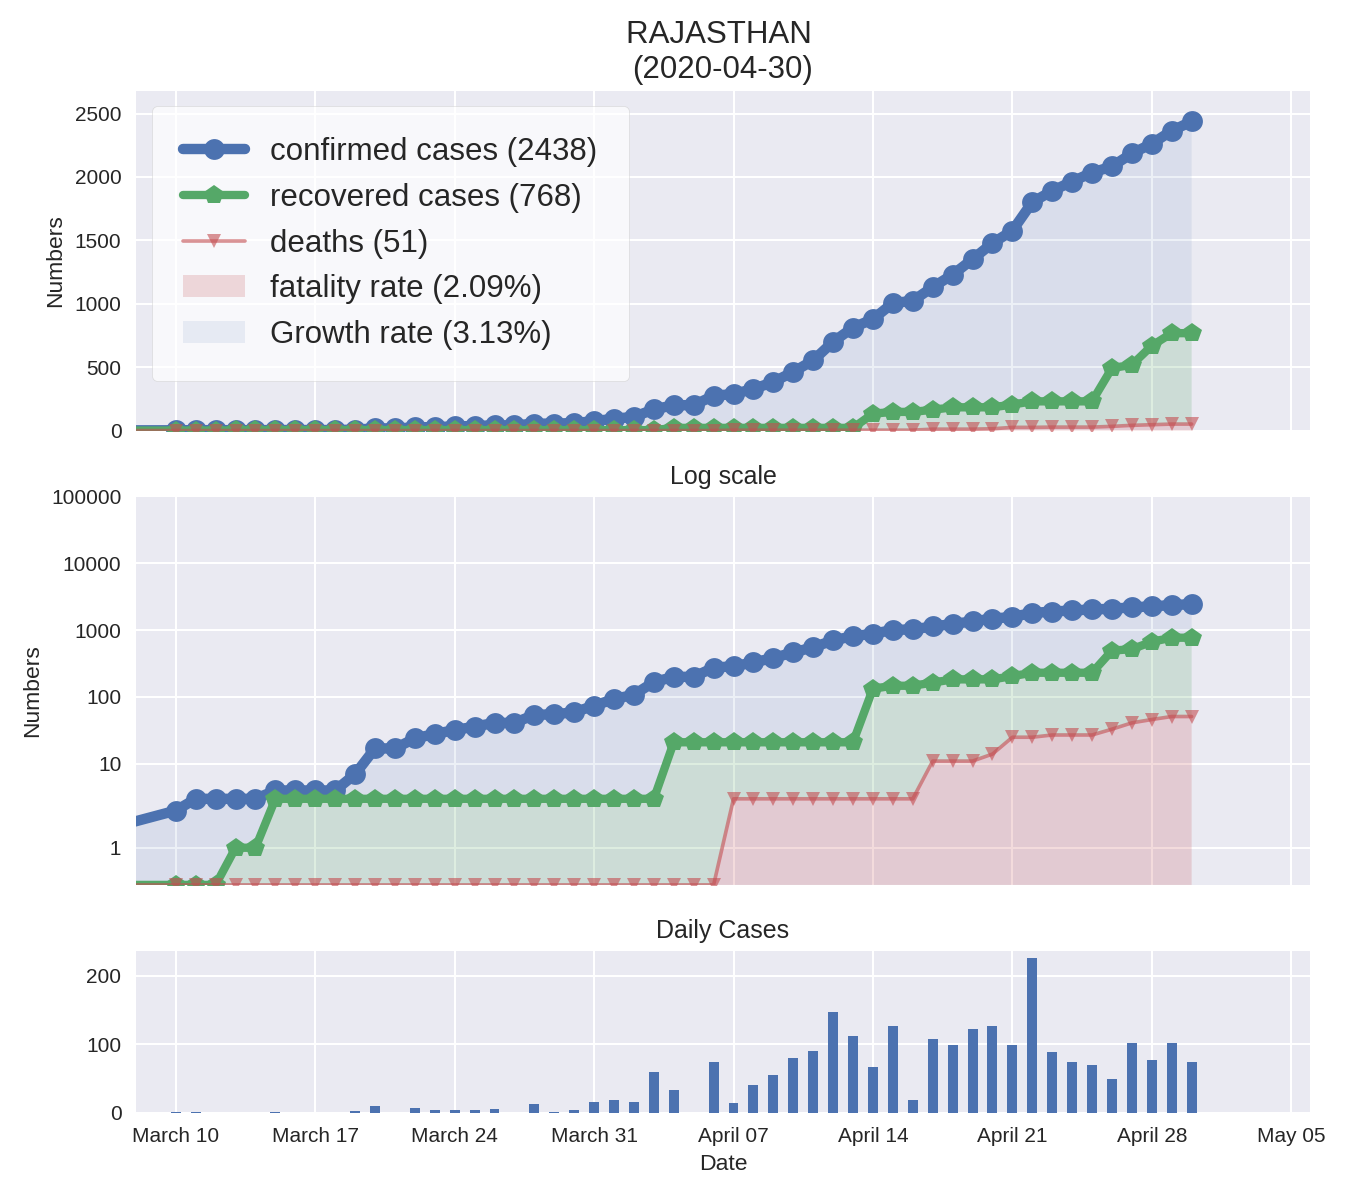 RAJASTHAN
(2020-04-30)
2500
2000
1500
1000
500
0
Numbers
confirmed cases (2438)
recovered cases (768)
deaths (51)
fatality rate (2.09%)
Growth rate (3.13%)
Log scale
100000
10000
1000
100
10
1
Numbers
Daily Cases
200
100
0
March 10 March 17 March 24 March 31 April 07 April 14 April 21 April 28 May 05
Date